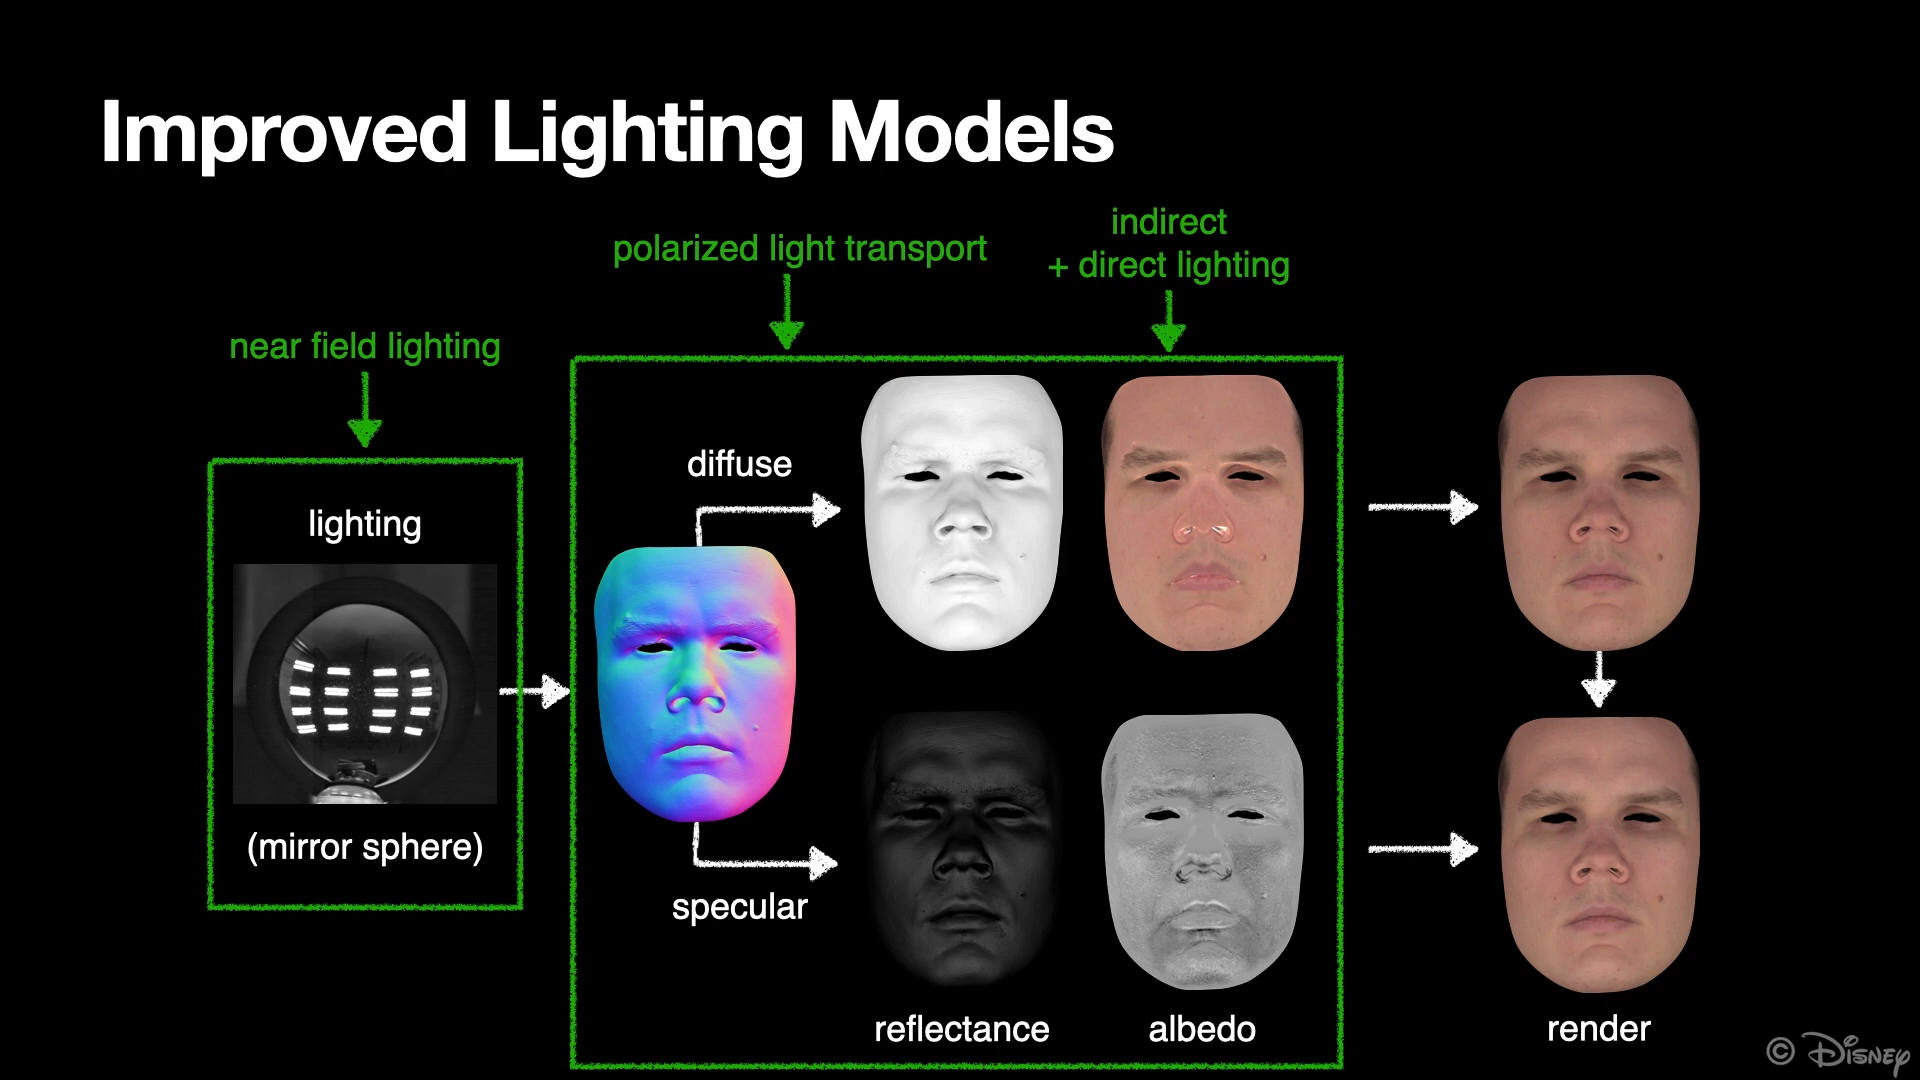 Improved Lighting Models
indirect
polarized light transport
+ direct lighting
near field lighting
diffuse
lighting
(mirror sphere)
specular
reflectance
albedo
render
© Disney